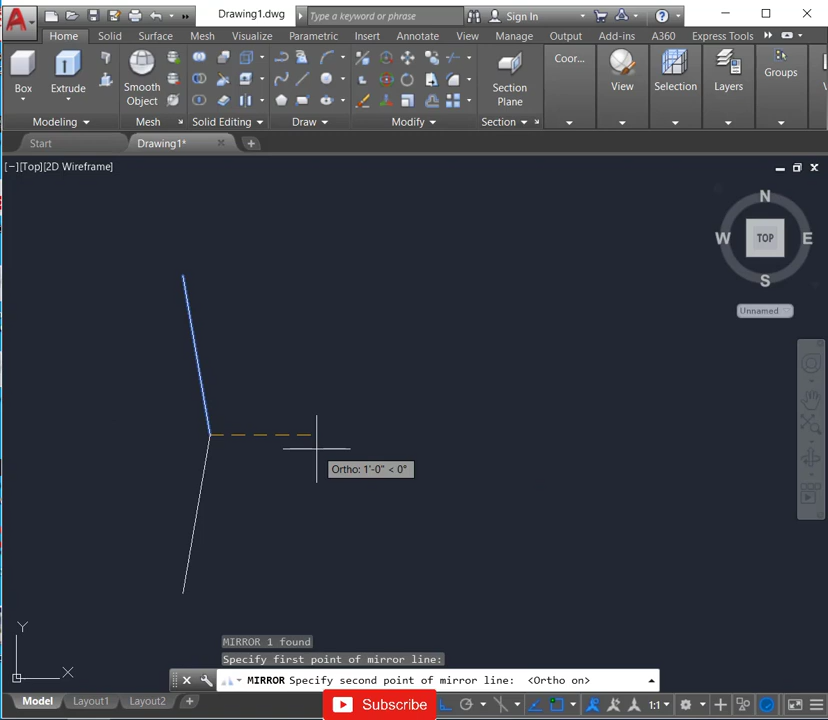 Drawing1.dwg
Type a keyword or phrase
Sign In
Home Solid Surface Mesh Visualize Parametric Insert Annotate View Manage Output Add-ins A360 Express Tools
Box Extrude Smooth Object Section Plane Coor... View Selection Layers Groups
Modeling Mesh Solid Editing Draw Modify Section
Start Drawing1*
[−][Top][2D Wireframe]
N
W TOP E
S
Unnamed
Ortho: 1'-0" < 0°
Y
X
MIRROR 1 found
Specify first point of mirror line:
MIRROR Specify second point of mirror line: <Ortho on>
Model Layout1 Layout2 1:1
Subscribe